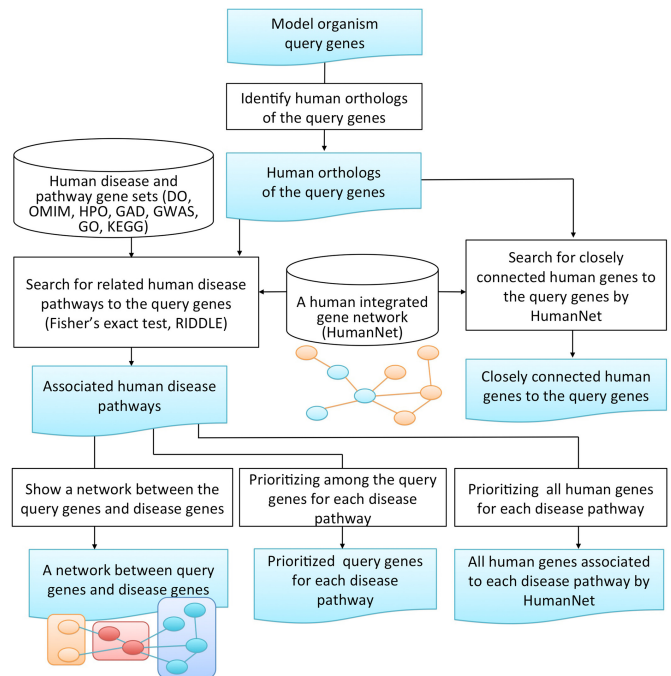 Model organism
query genes
Identify human orthologs
of the query genes
Human orthologs
of the query genes
Human disease and
pathway gene sets (DO,
OMIM, HPO, GAD, GWAS,
GO, KEGG)
Search for related human disease
pathways to the query genes
(Fisher's exact test, RIDDLE)
A human integrated
gene network
(HumanNet)
Search for closely
connected human genes to
the query genes by
HumanNet
Associated human disease
pathways
Closely connected human
genes to the query genes
Show a network between the
query genes and disease genes
Prioritizing among the query
genes for each disease
pathway
Prioritizing all human genes
for each disease pathway
A network between query
genes and disease genes
Prioritized query genes
for each disease
pathway
All human genes associated
to each disease pathway by
HumanNet